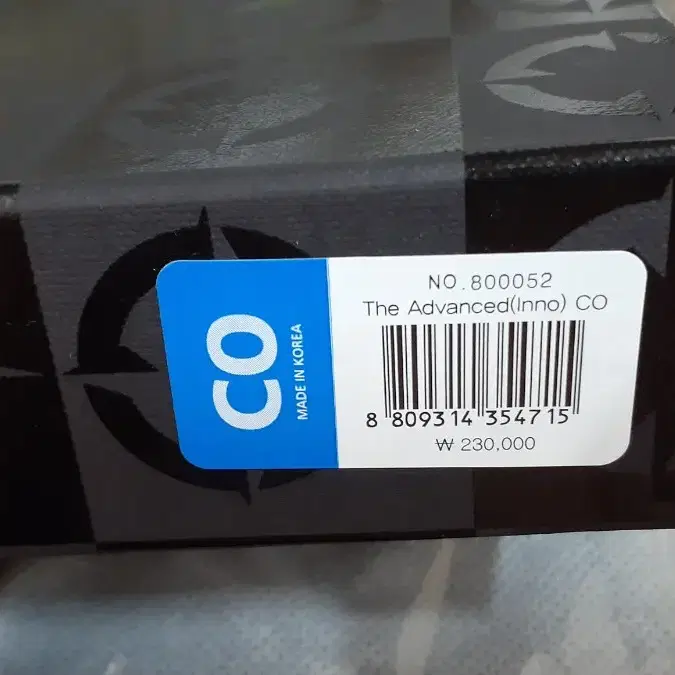 CO
MADE IN KOREA
NO.800052
The Advanced(Inno) CO
8 809314 354715
₩ 230,000